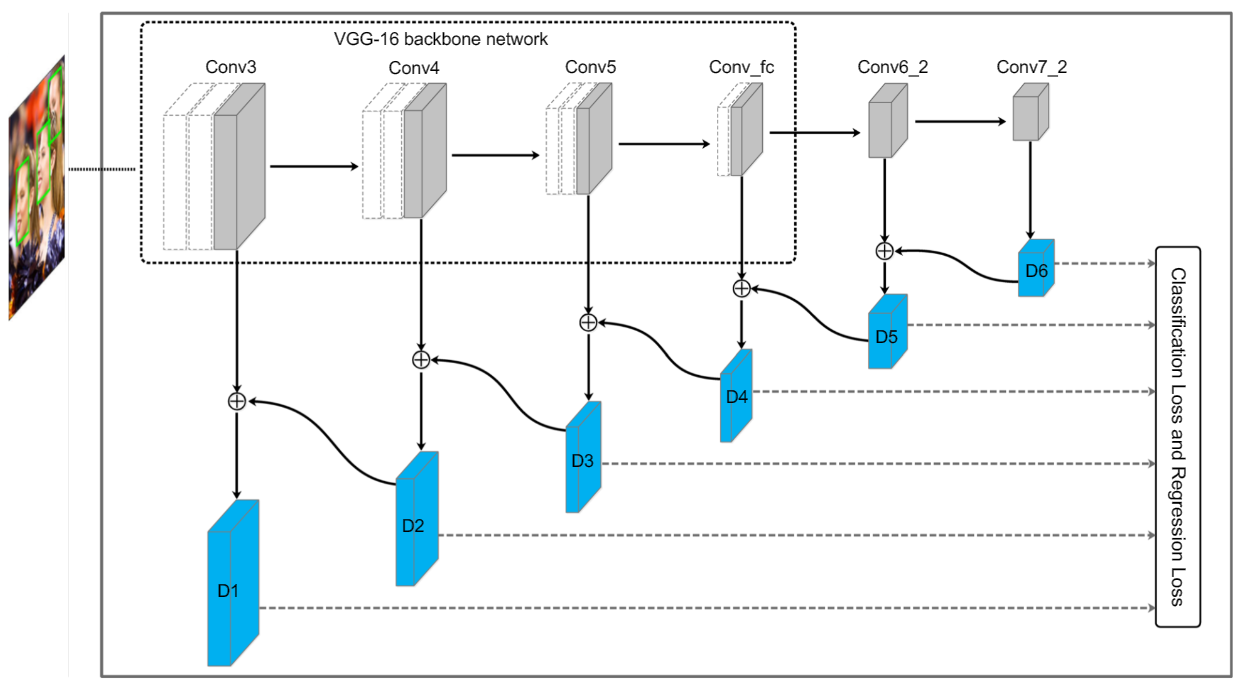 VGG-16 backbone network
Conv3
Conv4
Conv5
Conv_fc
Conv6_2
Conv7_2
D6
D5
D4
D3
D2
D1
Classification Loss and Regression Loss